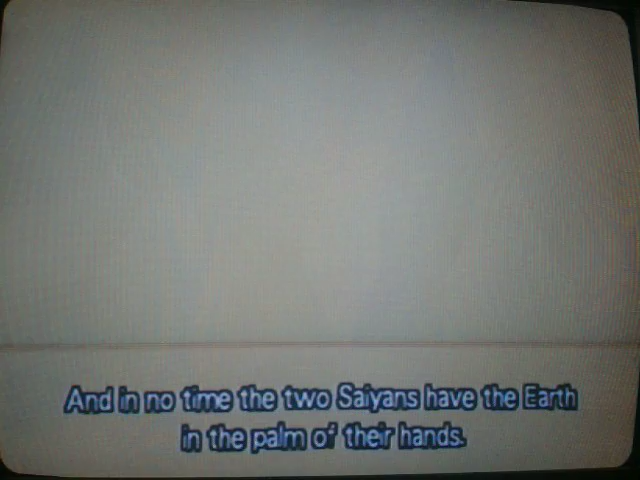 And in no time the two Saiyans have the Earth
in the palm of their hands.